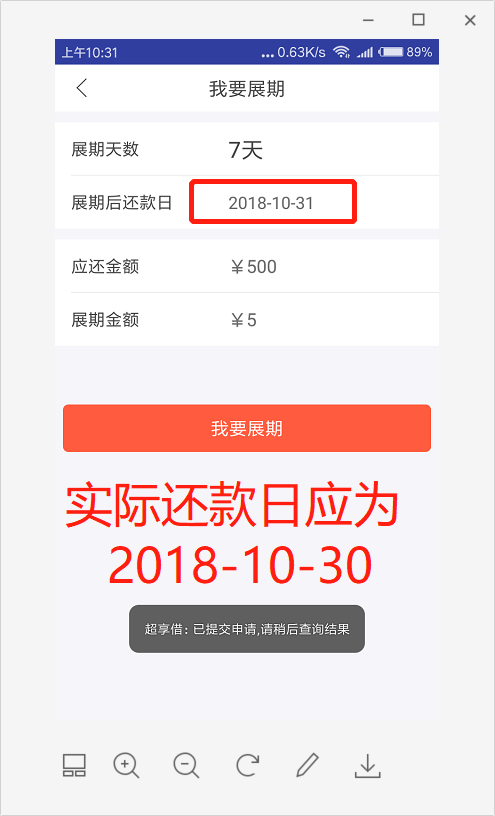 上午10:31 ... 0.63K/s 89%
我要展期
展期天数 7天
展期后还款日 2018-10-31
应还金额 ￥500
展期金额 ￥5
我要展期
实际还款日应为
2018-10-30
超享借：已提交申请,请稍后查询结果